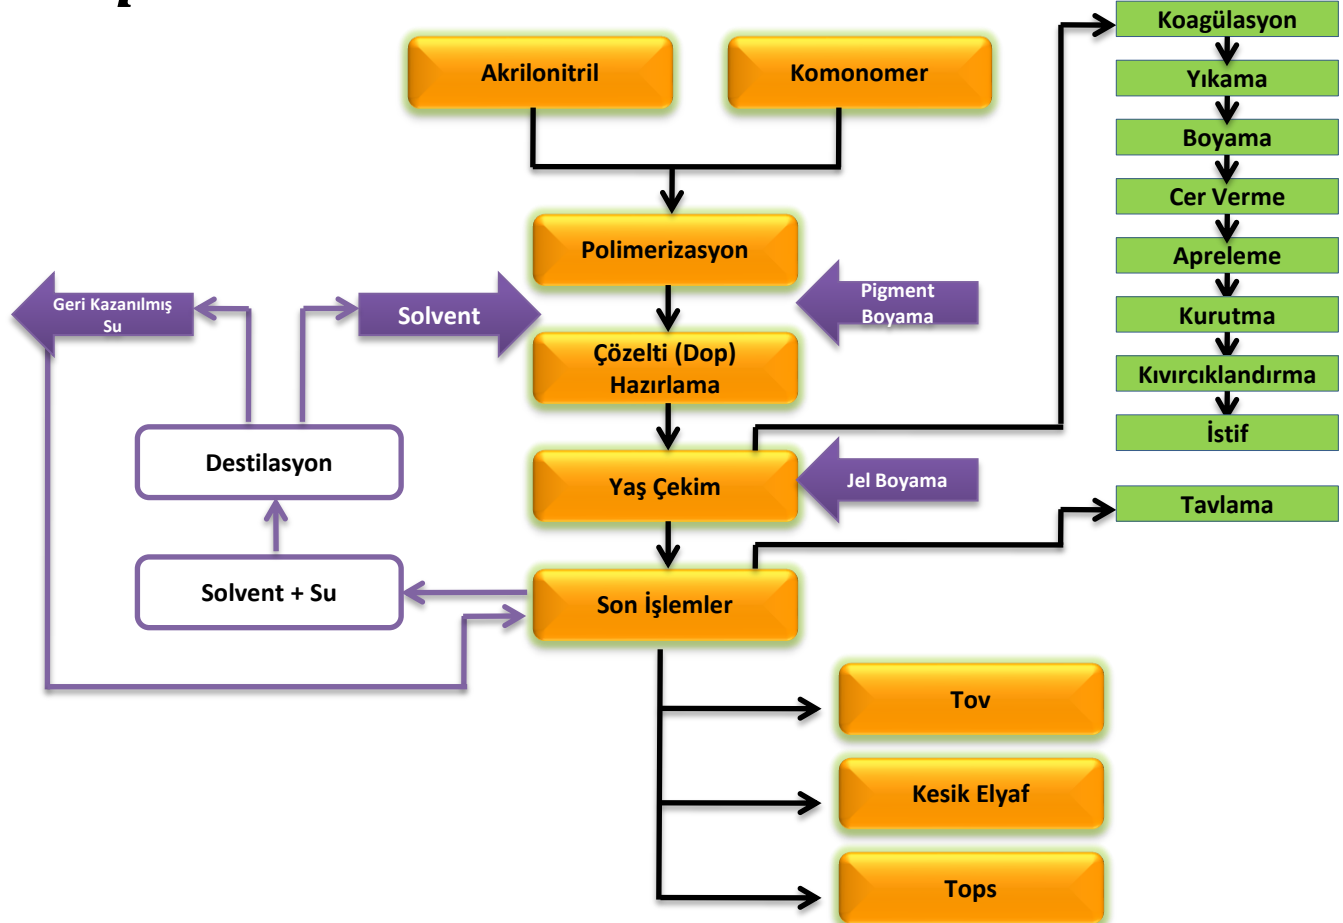 Koagülasyon
Akrilonitril
Komonomer
Yıkama
Boyama
Cer Verme
Polimerizasyon
Apreleme
Geri Kazanılmış
Su
Solvent
Pigment
Boyama
Kurutma
Çözelti (Dop)
Hazırlama
Kıvırcıklandırma
İstif
Destilasyon
Yaş Çekim
Jel Boyama
Tavlama
Solvent + Su
Son İşlemler
Tov
Kesik Elyaf
Tops